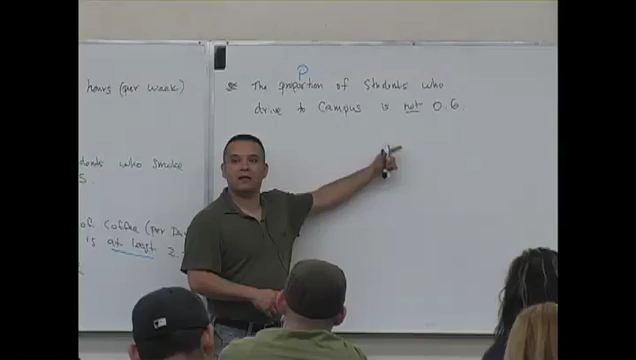 hours (per week)
dents who smoke
5.
of Coffee (per Da
is at least 2.
P
The proportion of students who
drive to Campus is not 0.6.